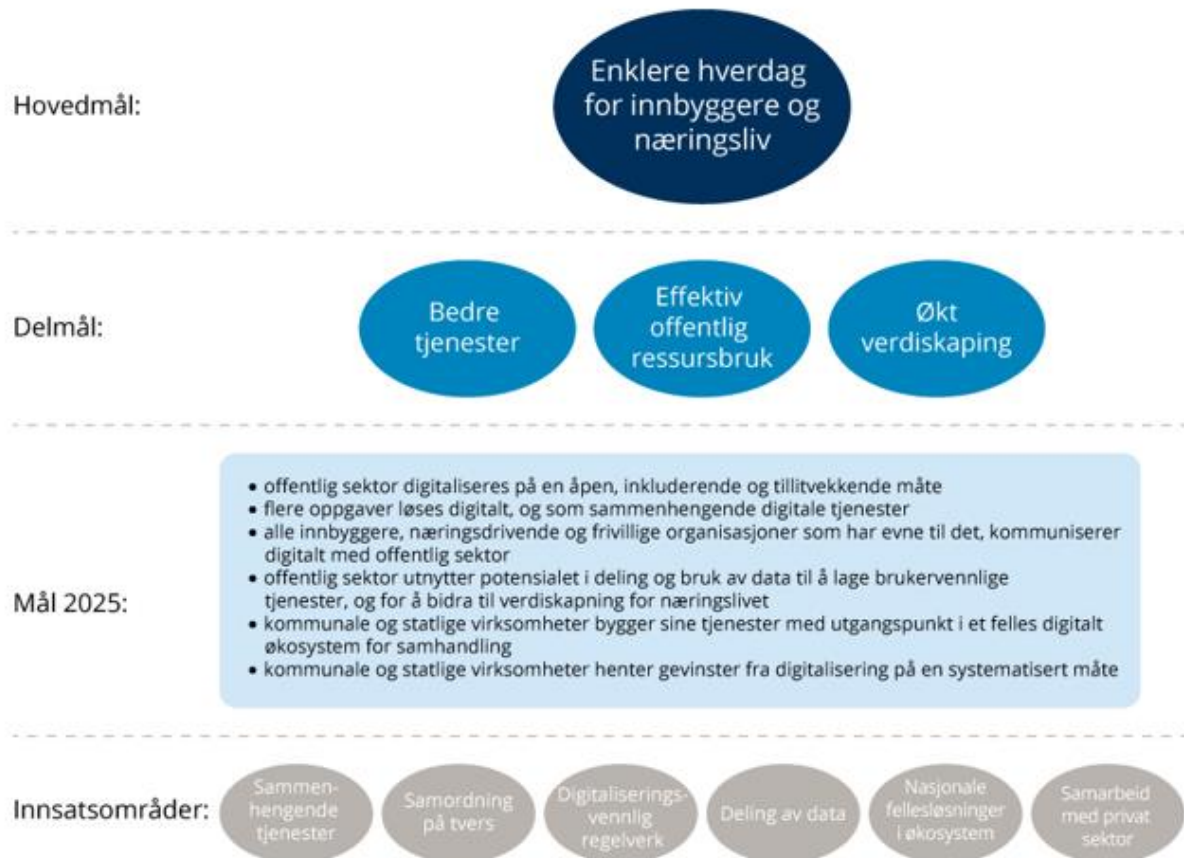 Hovedmål:
Enklere hverdag
for innbyggere og
næringsliv
Delmål:
Bedre
tjenester
Effektiv
offentlig
ressursbruk
Økt
verdiskaping
Mål 2025:
• offentlig sektor digitaliseres på en åpen, inkluderende og tillitvekkende måte
• flere oppgaver løses digitalt, og som sammenhengende digitale tjenester
• alle innbyggere, næringsdrivende og frivillige organisasjoner som har evne til det, kommuniserer
digitalt med offentlig sektor
• offentlig sektor utnytter potensialet i deling og bruk av data til å lage brukervennlige
tjenester, og for å bidra til verdiskapning for næringslivet
• kommunale og statlige virksomheter bygger sine tjenester med utgangspunkt i et felles digitalt
økosystem for samhandling
• kommunale og statlige virksomheter henter gevinster fra digitalisering på en systematisert måte
Innsatsområder:
Sammen-
hengende
tjenester
Samordning
på tvers
Digitaliserings-
vennlig
regelverk
Deling av data
Nasjonale
fellesløsninger
i økosystem
Samarbeid
med privat
sektor